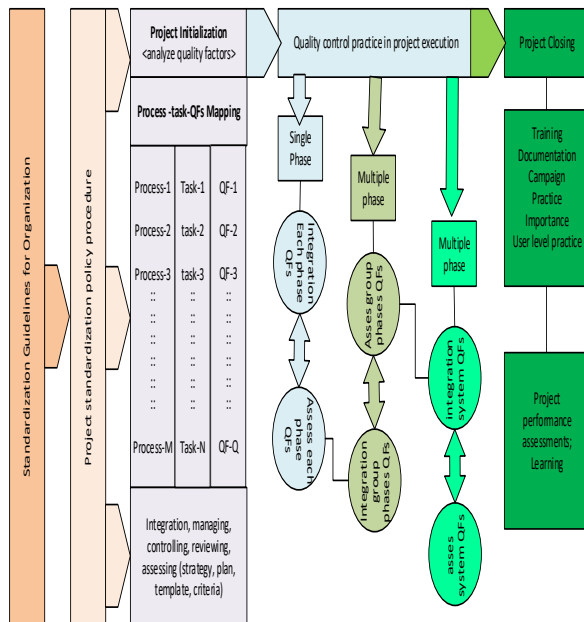 Standardization Guidelines for Organization
Project standardization policy procedure
Project Initialization
<analyze quality factors>
Process -task-QFs Mapping
Process-1 Task-1 QF-1
Process-2 task-2 QF-2
Process-3 task-3 QF-3
:: :: ::
:: :: ::
:: :: ::
:: :: ::
:: :: ::
:: :: ::
:: :: ::
Process-M Task-N QF-Q
Integration, managing,
controlling, reviewing,
assessing (strategy, plan,
template, criteria)
Quality control practice in project execution
Single
Phase
Integration
Each phase
QFs
Assess each
phase
QFs
Multiple
phase
Asses group
phases QFs
Integration
group
phases QFs
Multiple
phase
integration
system QFs
asses
system QFs
Project Closing
Training
Documentation
Campaign
Practice
Importance
User level practice
Project
performance
assessments;
Learning